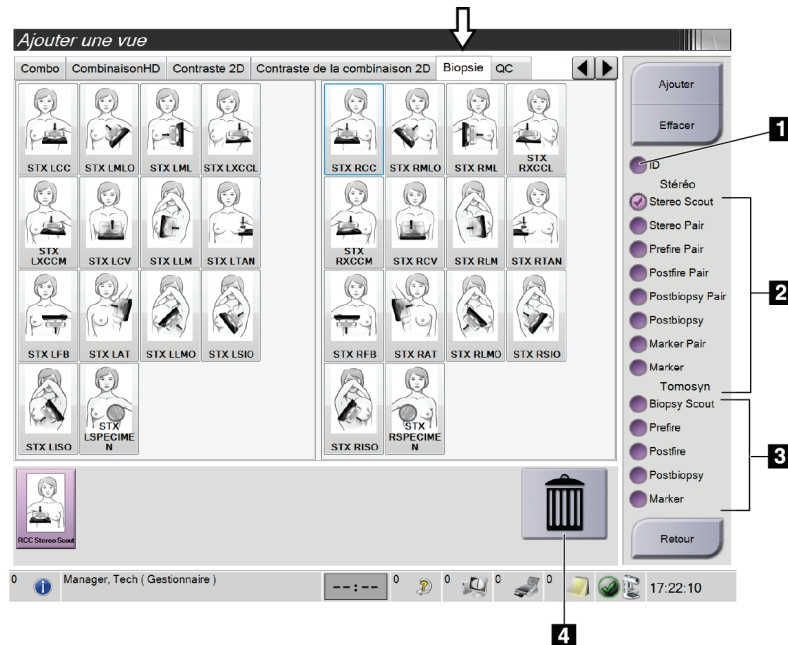 Ajouter une vue
Combo CombinaisonHD Contraste 2D Contraste de la combinaison 2D Biopsie QC
STX LCC STX LMLO STX LML STX LXCCL
STX RCC STX RMLO STX RML STX RXCCL
STX LXCCM STX LCV STX LLM STX LTAN
STX RXCCM STX RCV STX RLM STX RTAN
STX LFB STX LAT STX LLMO STX LSIO
STX RFB STX RAT STX RLMO STX RSIO
STX LISO STX LSPECIMEN
STX RISO STX RSPECIMEN
RCC Stereo Scout
Ajouter
Effacer
ID
1
Stéréo
Stereo Scout
Stereo Pair
Prefire Pair
Postfire Pair
Postbiopsy Pair
2
Postbiopsy
Marker Pair
Marker
Tomosyn
Biopsy Scout
Prefire
Postfire
3
Postbiopsy
Marker
Retour
0 Manager, Tech ( Gestionnaire ) --:-- 0 0 0 0 17:22:10
4